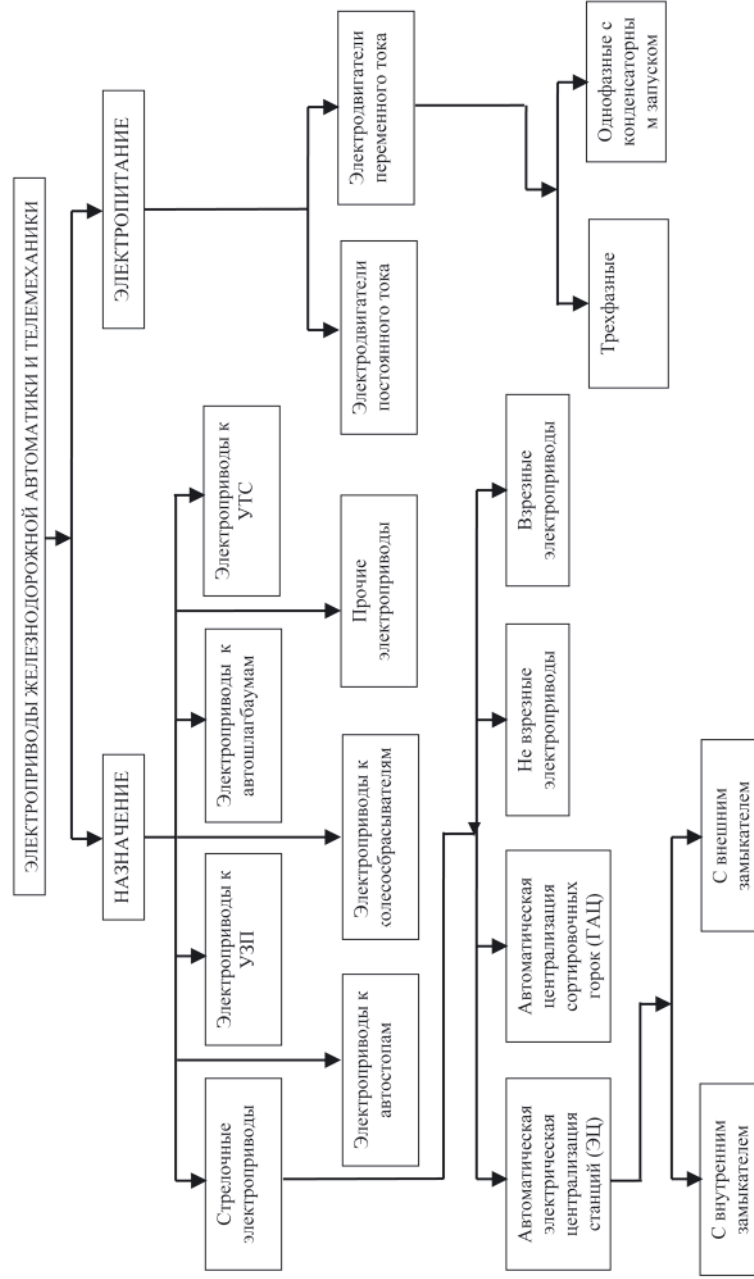 ЭЛЕКТРОПРИВОДЫ ЖЕЛЕЗНОДОРОЖНОЙ АВТОМАТИКИ И ТЕЛЕМЕХАНИКИ
НАЗНАЧЕНИЕ
ЭЛЕКТРОПИТАНИЕ
Стрелочные
электроприводы
Электроприводы к
УЗП
Электроприводы к
автошлагбаумам
Электроприводы к
УТС
Электроприводы к
автостопам
Электроприводы к
колесосбрасывателям
Прочие
электроприводы
Электродвигатели
постоянного тока
Электродвигатели
переменного тока
Автоматическая
электрическая
централизация
станций (ЭЦ)
Автоматическая
централизация
сортировочных
горок (ГАЦ)
Не взрезные
электроприводы
Взрезные
электроприводы
Трехфазные
Однофазные с
конденсаторны
м запуском
С внутренним
замыкателем
С внешним
замыкателем